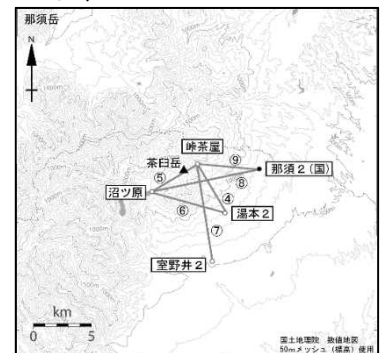 那須岳
N
峠茶屋
⑨
茶臼岳
那須2（国）
⑤
⑧
沼ツ原
④
⑥
湯本2
⑦
室野井2
km
0 5
国土地理院 数値地図
50mメッシュ（標高）使用